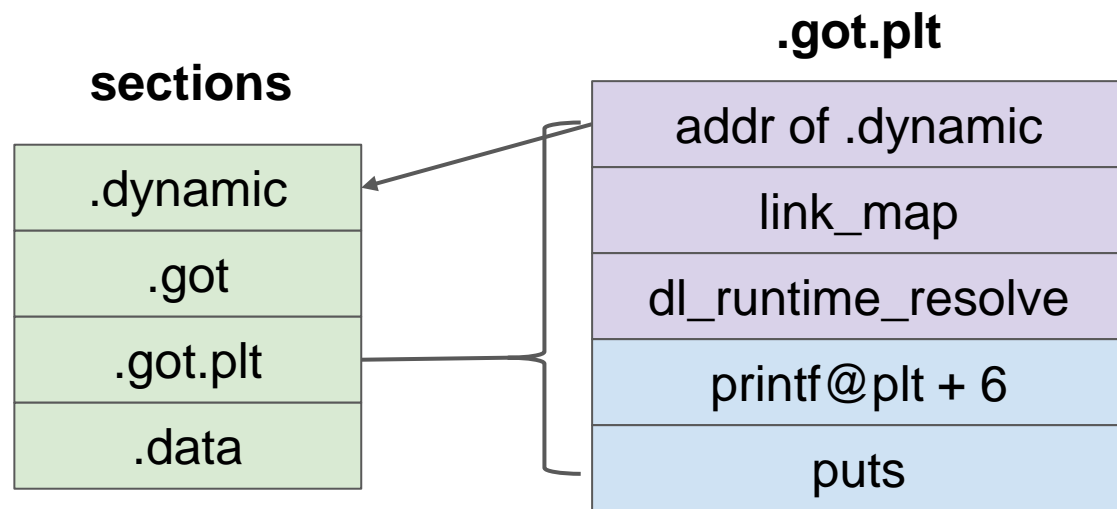 sections
.dynamic
.got
.got.plt
.data
.got.plt
addr of .dynamic
link_map
dl_runtime_resolve
printf@plt + 6
puts